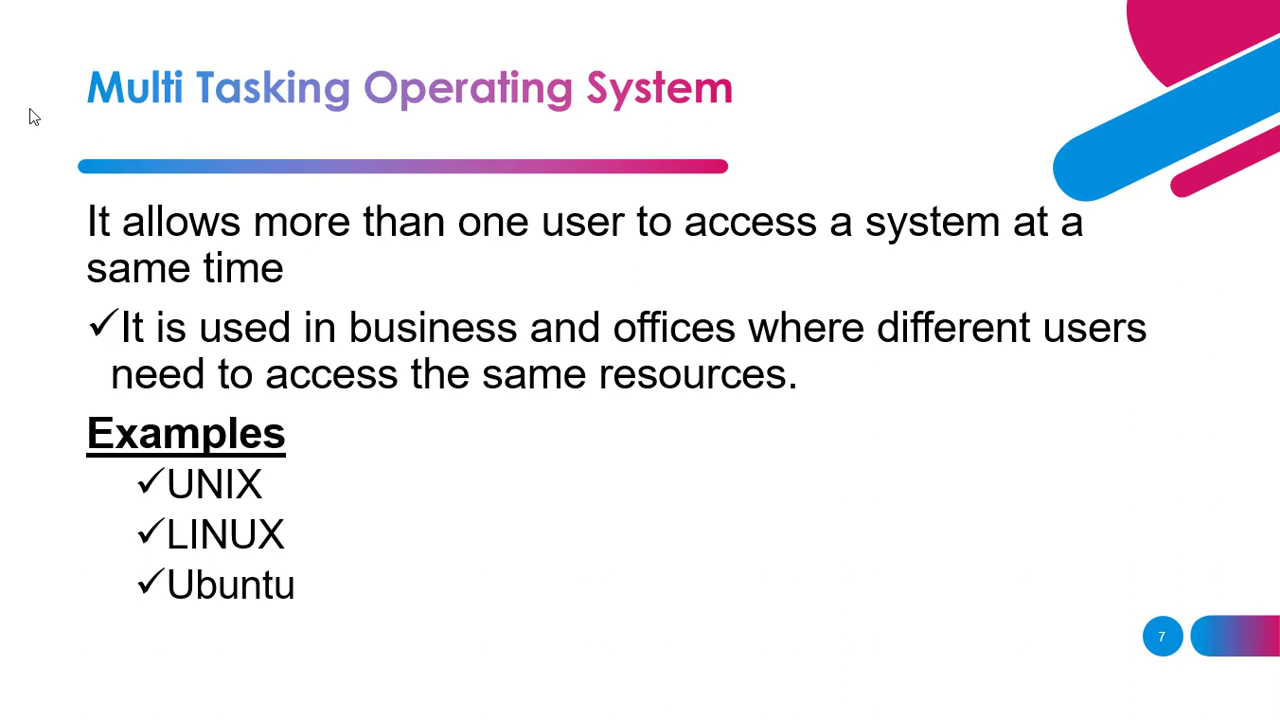 Multi Tasking Operating System
It allows more than one user to access a system at a
same time
✓It is used in business and offices where different users
need to access the same resources.
Examples
✓UNIX
✓LINUX
✓Ubuntu
7